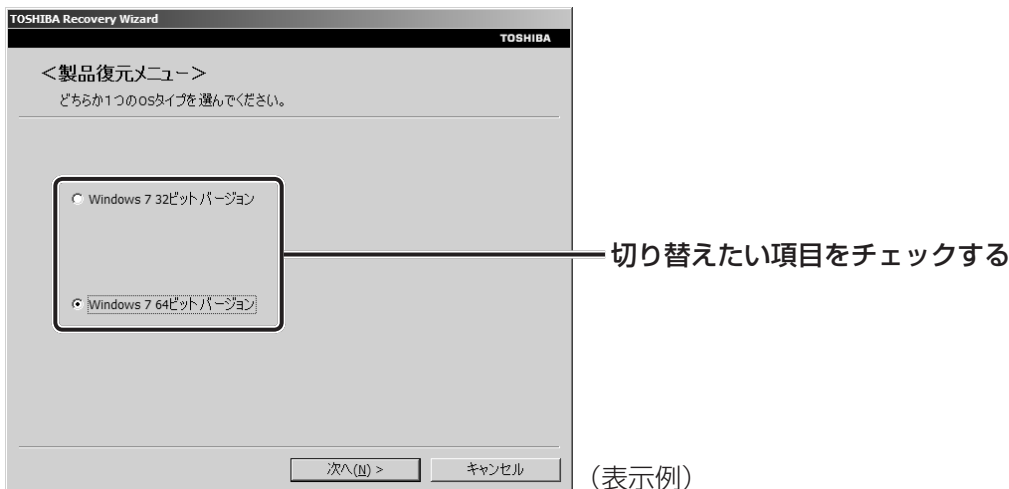 TOSHIBA Recovery Wizard
TOSHIBA
＜製品復元メニュー＞
どちらか1つのOSタイプを選んでください。
Windows 7 32ビットバージョン
切り替えたい項目をチェックする
Windows 7 64ビットバージョン
次へ(N) >
キャンセル
（表示例）